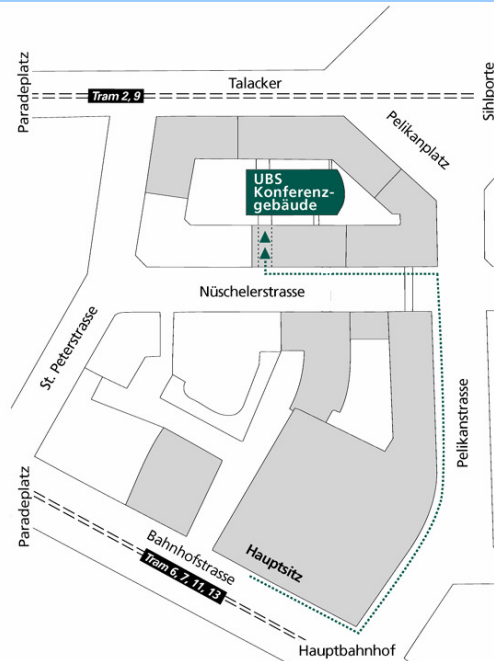 Paradeplatz
Talacker
Tram 2, 9
Sihlporte
Pelikanplatz
UBS
Konferenz-
gebäude
Nüschelerstrasse
St. Peterstrasse
Pelikanstrasse
Paradeplatz
Bahnhofstrasse
Tram 6, 7, 11, 13
Hauptsitz
Hauptbahnhof